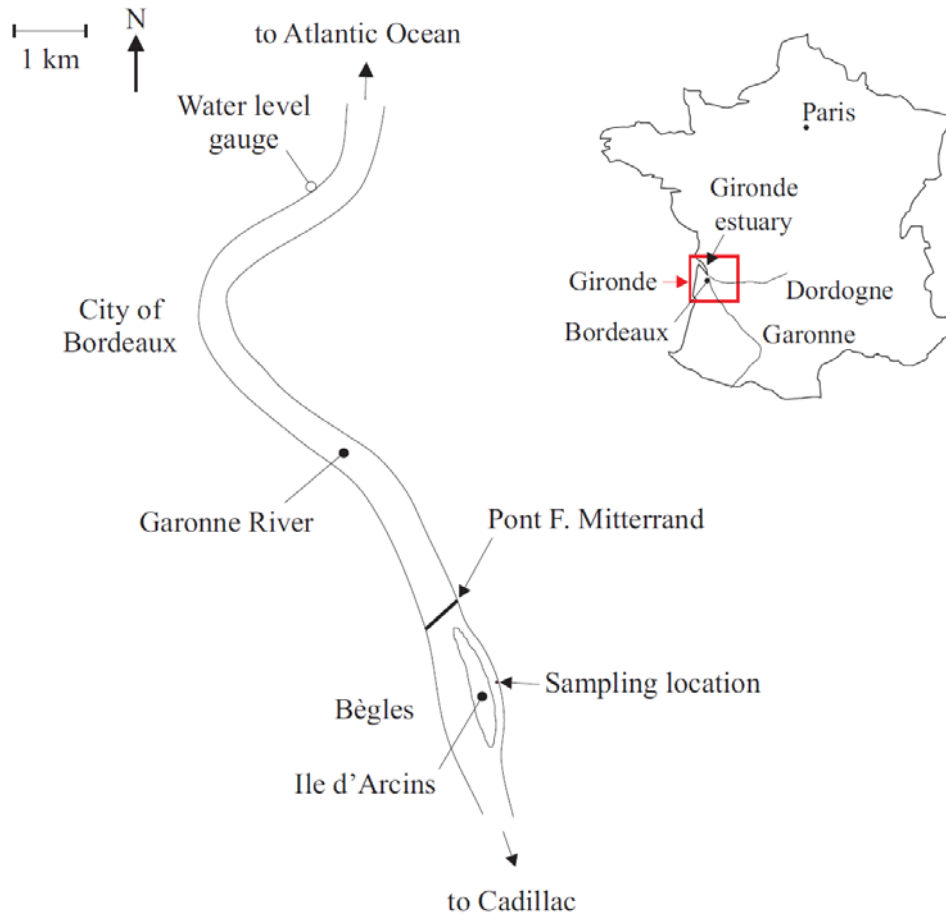 1 km
N
to Atlantic Ocean
Water level
gauge
City of
Bordeaux
Garonne River
Pont F. Mitterrand
Sampling location
Bègles
Ile d’Arcins
to Cadillac
Paris
Gironde
estuary
Gironde
Dordogne
Bordeaux
Garonne